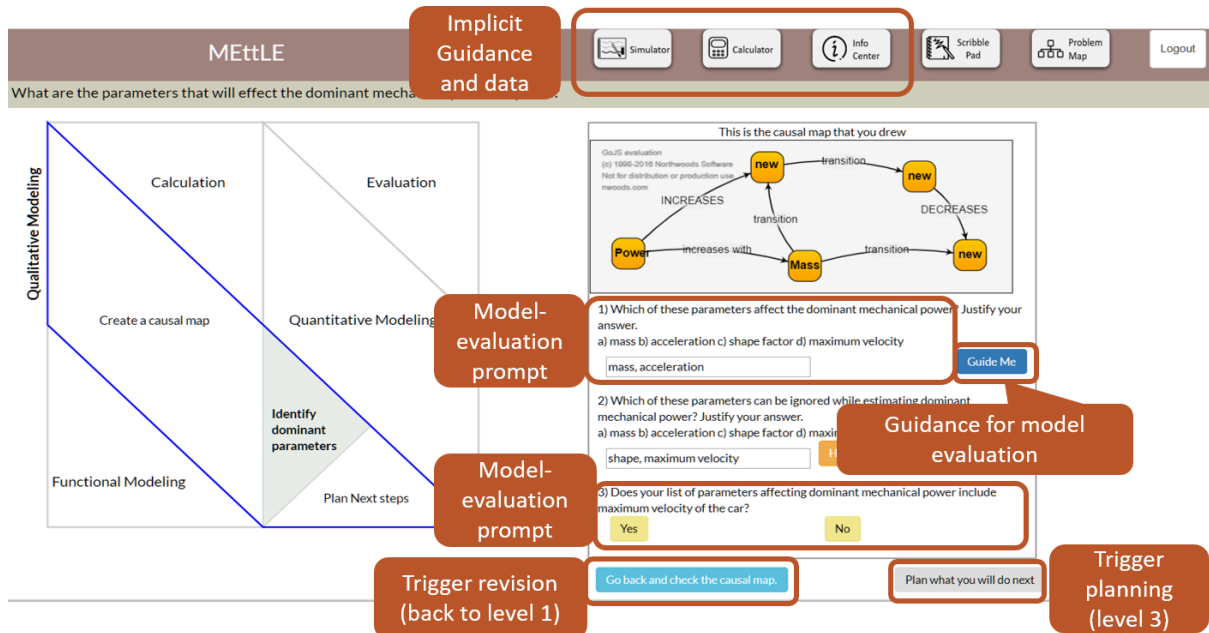 Implicit
Guidance
and data
MEttLE
Simulator
Calculator
Info
Center
Scribble
Pad
Problem
Map
Logout
What are the parameters that will effect the dominant
Qualitative Modeling
Calculation
Evaluation
Create a causal map
Quantitative Modeling
Identify
dominant
parameters
Functional Modeling
Plan Next steps
This is the causal map that you drew
GoJS evaluation
(c) 1998-2016 Northwoods Software
Not for distribution or production use
nwoods.com
new
transition
new
INCREASES
DECREASES
transition
Power
increases with
Mass
transition
new
Model-
evaluation
prompt
1) Which of these parameters affect the dominant mechanical power? Justify your
answer.
a) mass b) acceleration c) shape factor d) maximum velocity
mass, acceleration
Guide Me
2) Which of these parameters can be ignored while estimating dominant
mechanical power? Justify your answer.
a) mass b) acceleration c) shape factor d)
shape, maximum velocity
Guidance for model
evaluation
Model-
evaluation
prompt
3) Does your list of parameters affecting dominant mechanical power include
maximum velocity of the car?
Yes
No
Trigger revision
(back to level 1)
Go back and check the causal map.
Plan what you will do next
Trigger
planning
(level 3)